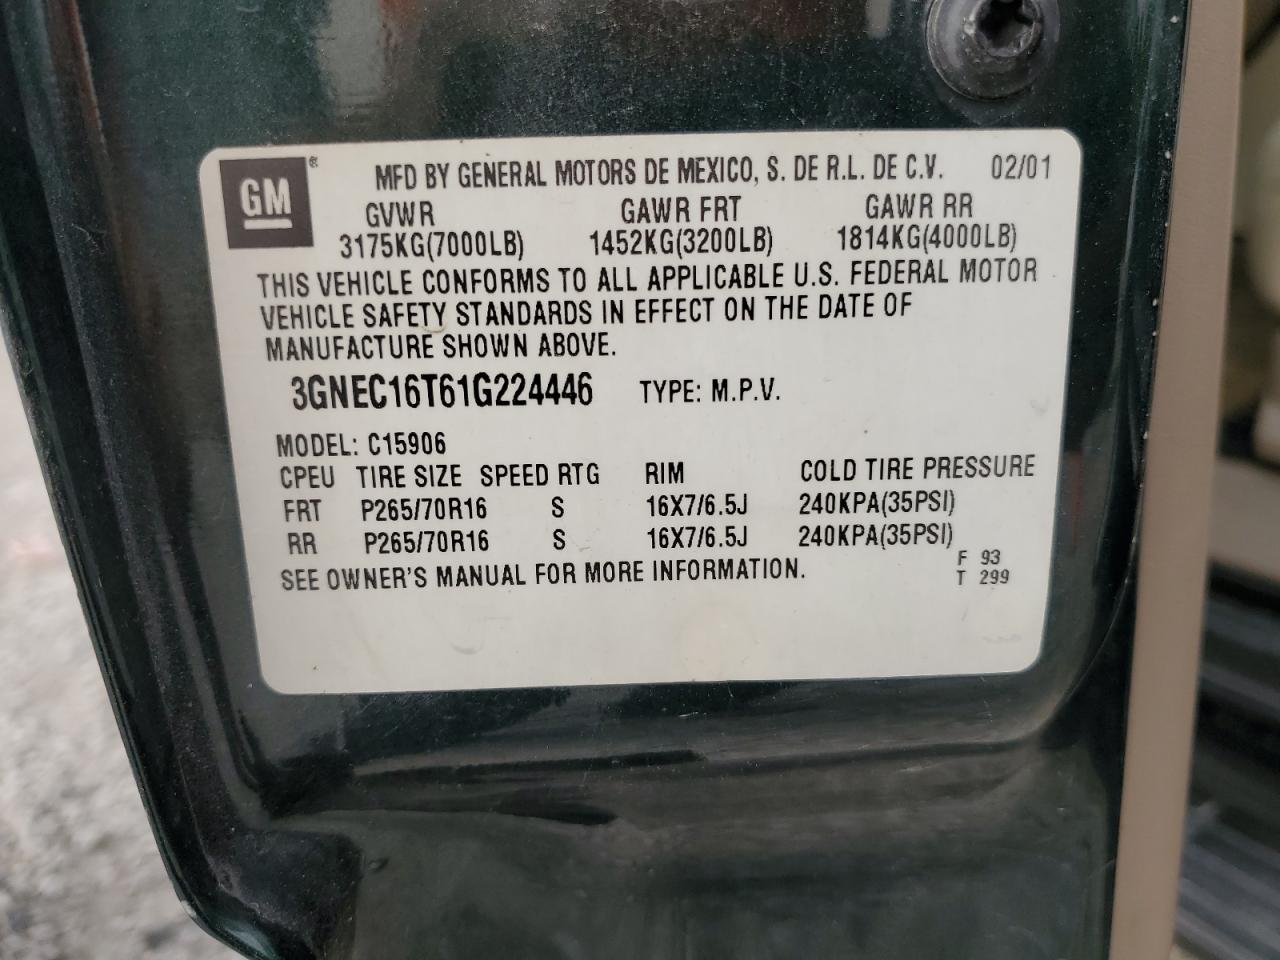 GM ® MFD BY GENERAL MOTORS DE MEXICO, S. DE R.L. DE C.V. 02/01
GVWR GAWR FRT GAWR RR
3175KG(7000LB) 1452KG(3200LB) 1814KG(4000LB)
THIS VEHICLE CONFORMS TO ALL APPLICABLE U.S. FEDERAL MOTOR
VEHICLE SAFETY STANDARDS IN EFFECT ON THE DATE OF
MANUFACTURE SHOWN ABOVE.
3GNEC16T61G224446 TYPE: M.P.V.
MODEL: C15906
CPEU TIRE SIZE SPEED RTG RIM COLD TIRE PRESSURE
FRT P265/70R16 S 16X7/6.5J 240KPA(35PSI)
RR P265/70R16 S 16X7/6.5J 240KPA(35PSI)
SEE OWNER'S MANUAL FOR MORE INFORMATION. F 93
T 299